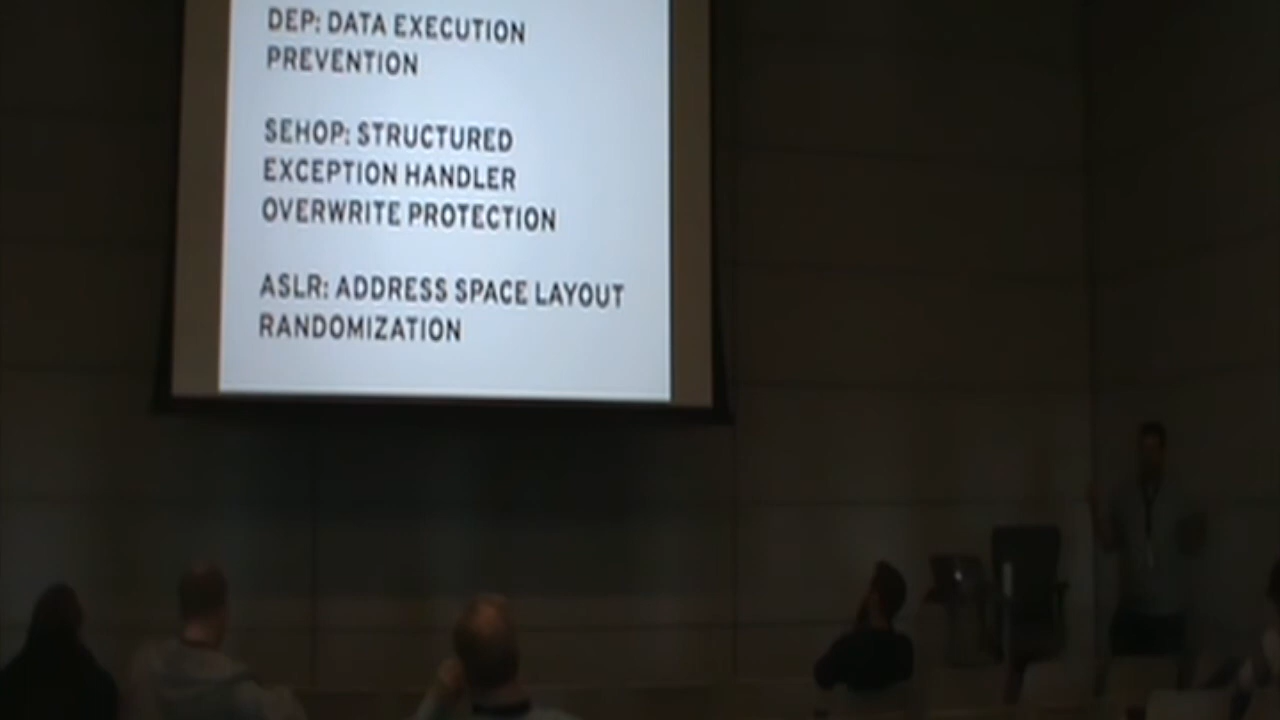 DEP: DATA EXECUTION
PREVENTION
SEHOP: STRUCTURED
EXCEPTION HANDLER
OVERWRITE PROTECTION
ASLR: ADDRESS SPACE LAYOUT
RANDOMIZATION